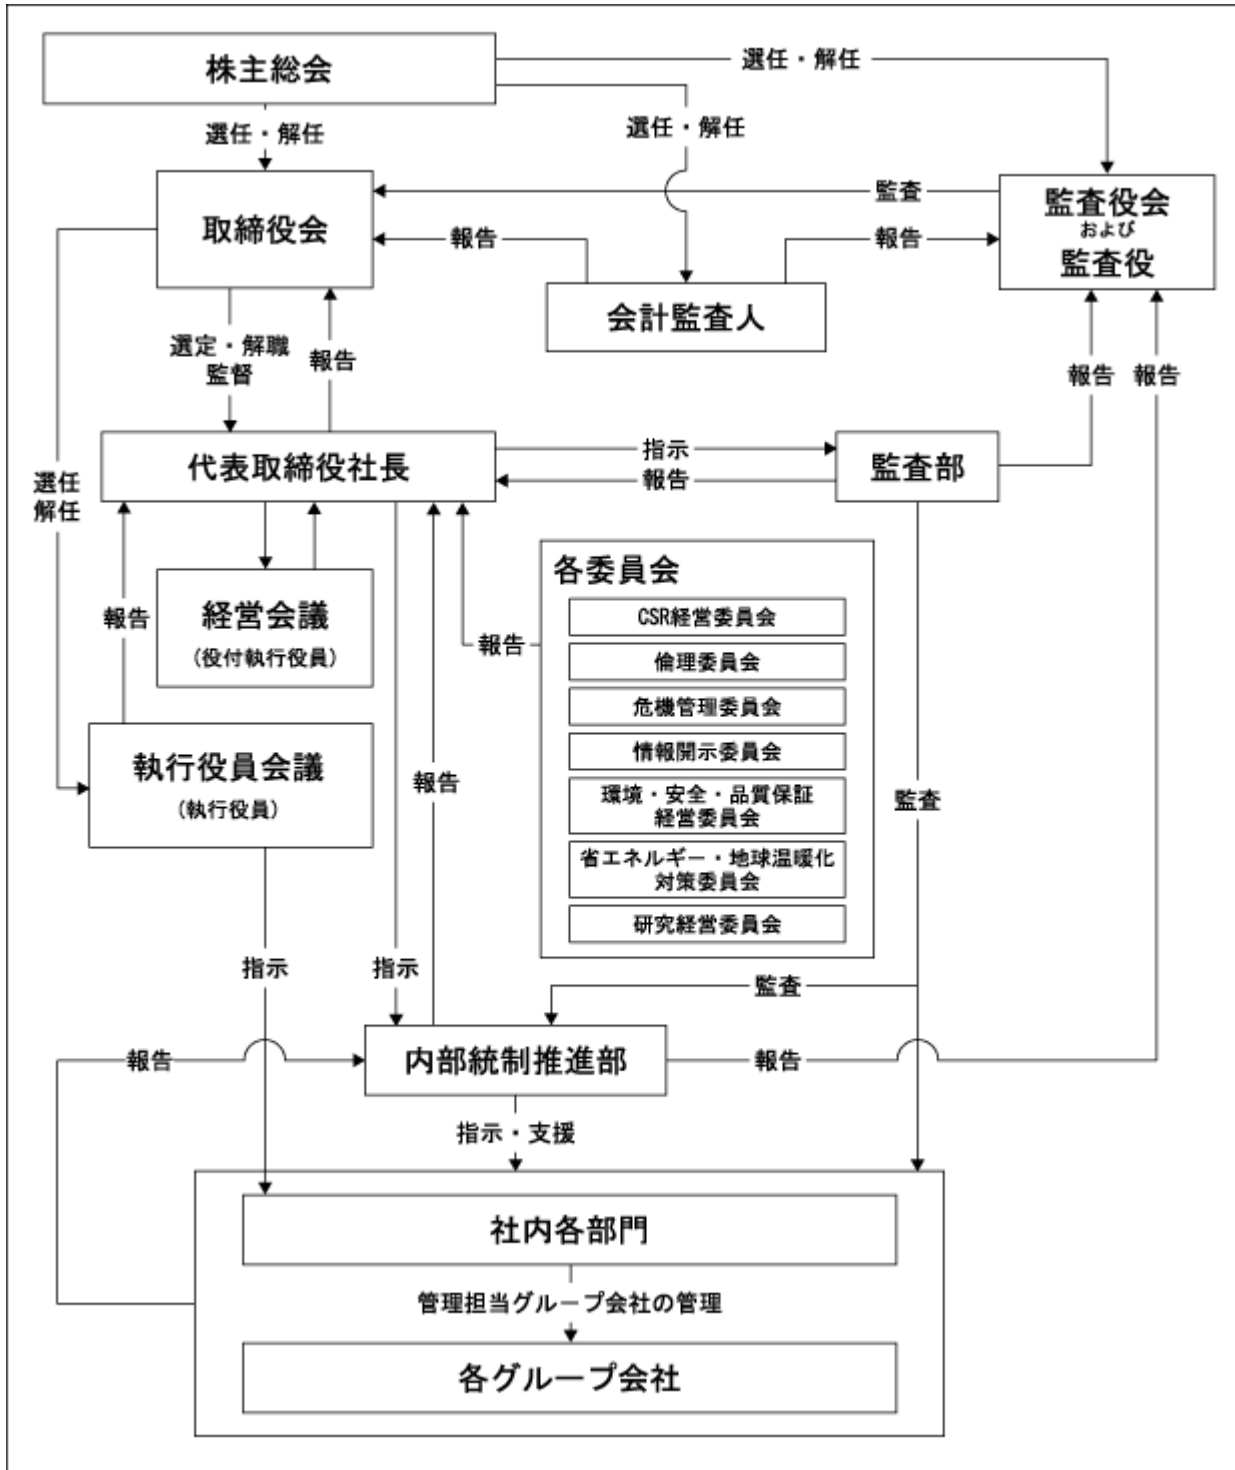 株主総会
選任・解任
選任・解任
選任・解任
取締役会
監査
監査役会
および
監査役
報告
報告
会計監査人
選定・解職
監督
報告
報告
報告
代表取締役社長
指示
報告
監査部
選任
解任
各委員会
CSR経営委員会
倫理委員会
危機管理委員会
情報開示委員会
環境・安全・品質保証
経営委員会
省エネルギー・地球温暖化
対策委員会
研究経営委員会
経営会議
(役付執行役員)
報告
報告
執行役員会議
(執行役員)
報告
監査
指示
指示
監査
報告
内部統制推進部
報告
指示・支援
社内各部門
管理担当グループ会社の管理
各グループ会社